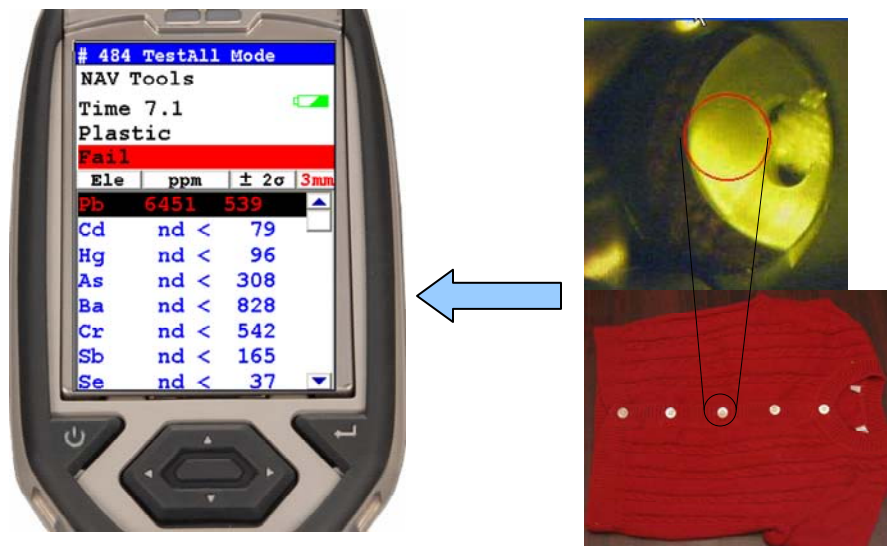 # 484 TestAll Mode
NAV Tools
Time 7.1
Plastic
Fail
Ele ppm ± 2σ 3mm
Pb 6451 539
Cd nd < 79
Hg nd < 96
As nd < 308
Ba nd < 828
Cr nd < 542
Sb nd < 165
Se nd < 37